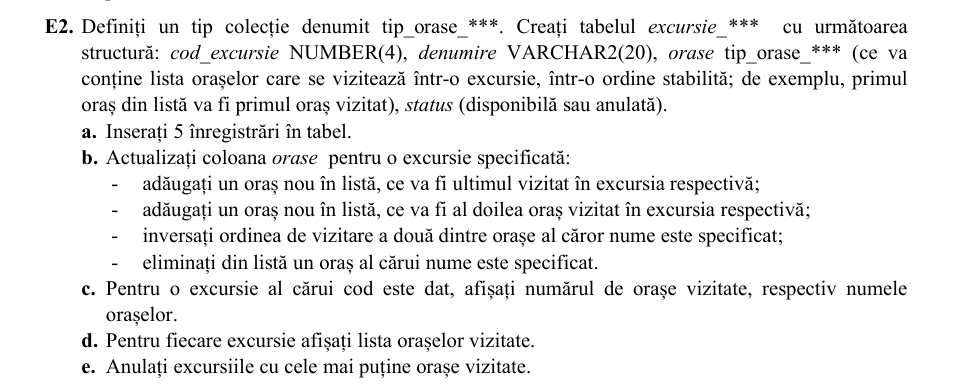 E2. Definiți un tip colecție denumit tip_orase_***. Creați tabelul excursie_*** cu următoarea
structură: cod_excursie NUMBER(4), denumire VARCHAR2(20), orase tip_orase_*** (ce va
conține lista orașelor care se vizitează într-o excursie, într-o ordine stabilită; de exemplu, primul
oraș din listă va fi primul oraș vizitat), status (disponibilă sau anulată).
a. Inserați 5 înregistrări în tabel.
b. Actualizați coloana orase pentru o excursie specificată:
- adăugați un oraș nou în listă, ce va fi ultimul vizitat în excursia respectivă;
- adăugați un oraș nou în listă, ce va fi al doilea oraș vizitat în excursia respectivă;
- inversați ordinea de vizitare a două dintre orașe al căror nume este specificat;
- eliminați din listă un oraș al cărui nume este specificat.
c. Pentru o excursie al cărui cod este dat, afișați numărul de orașe vizitate, respectiv numele
orașelor.
d. Pentru fiecare excursie afișați lista orașelor vizitate.
e. Anulați excursiile cu cele mai puține orașe vizitate.